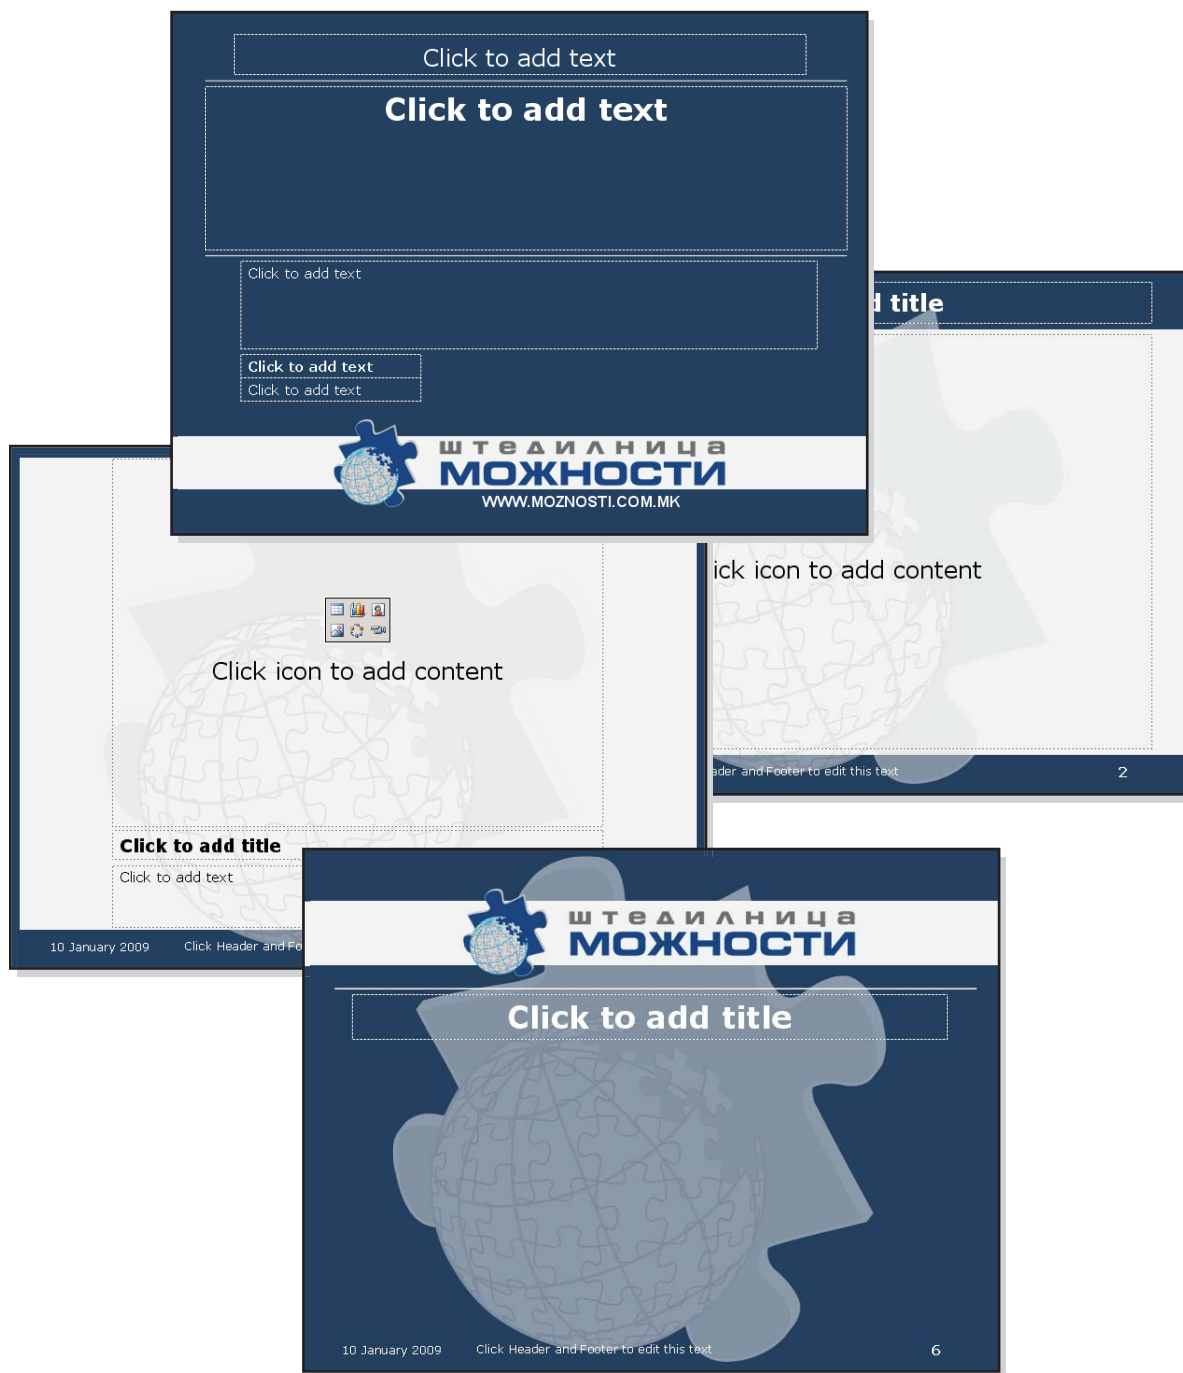 Click to add text
Click to add text
Click to add text
Click to add text
Click to add text
штедилница
МОЖНОСТИ
WWW.MOZNOSTI.COM.MK
title
ick icon to add content
ader and Footer to edit this text
2
Click icon to add content
Click to add title
Click to add text
10 January 2009
Click Header and Fo
штедилница
МОЖНОСТИ
Click to add title
10 January 2009
Click Header and Footer to edit this text
6